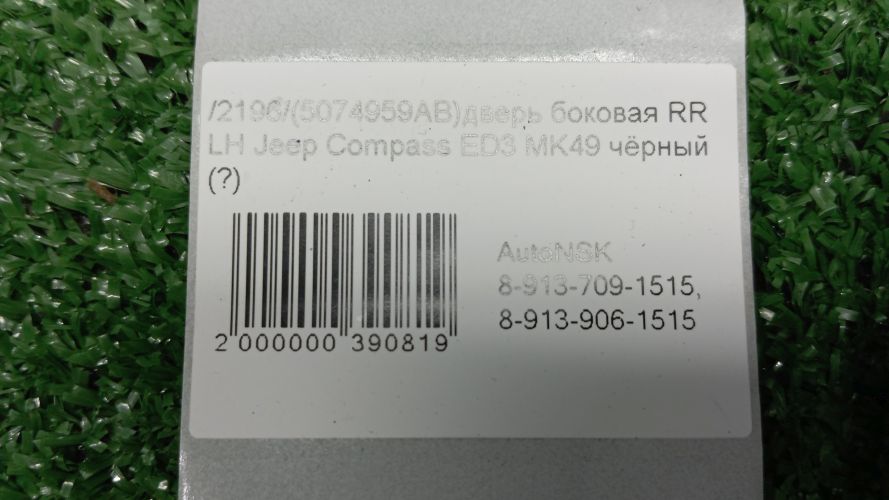 /2196/(5074959AB)дверь боковая RR
LH Jeep Compass ED3 MK49 чёрный
(?)
AutoNSK
8-913-709-1515,
8-913-906-1515
2 000000 390819